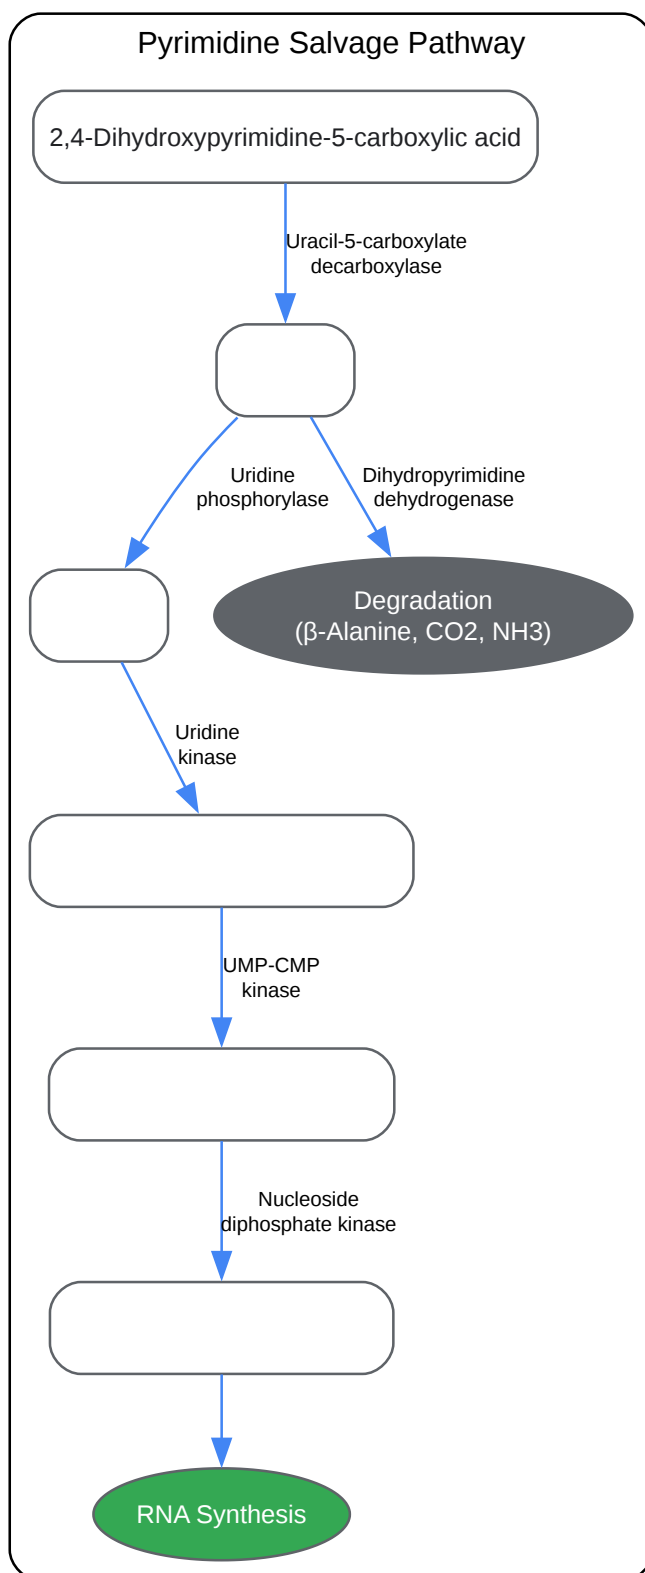 Pyrimidine Salvage Pathway
2,4-Dihydroxypyrimidine-5-carboxylic acid
Uracil-5-carboxylate
decarboxylase
Uridine
phosphorylase
Dihydropyrimidine
dehydrogenase
Degradation
(β-Alanine, CO2, NH3)
Uridine
kinase
UMP-CMP
kinase
Nucleoside
diphosphate kinase
RNA Synthesis